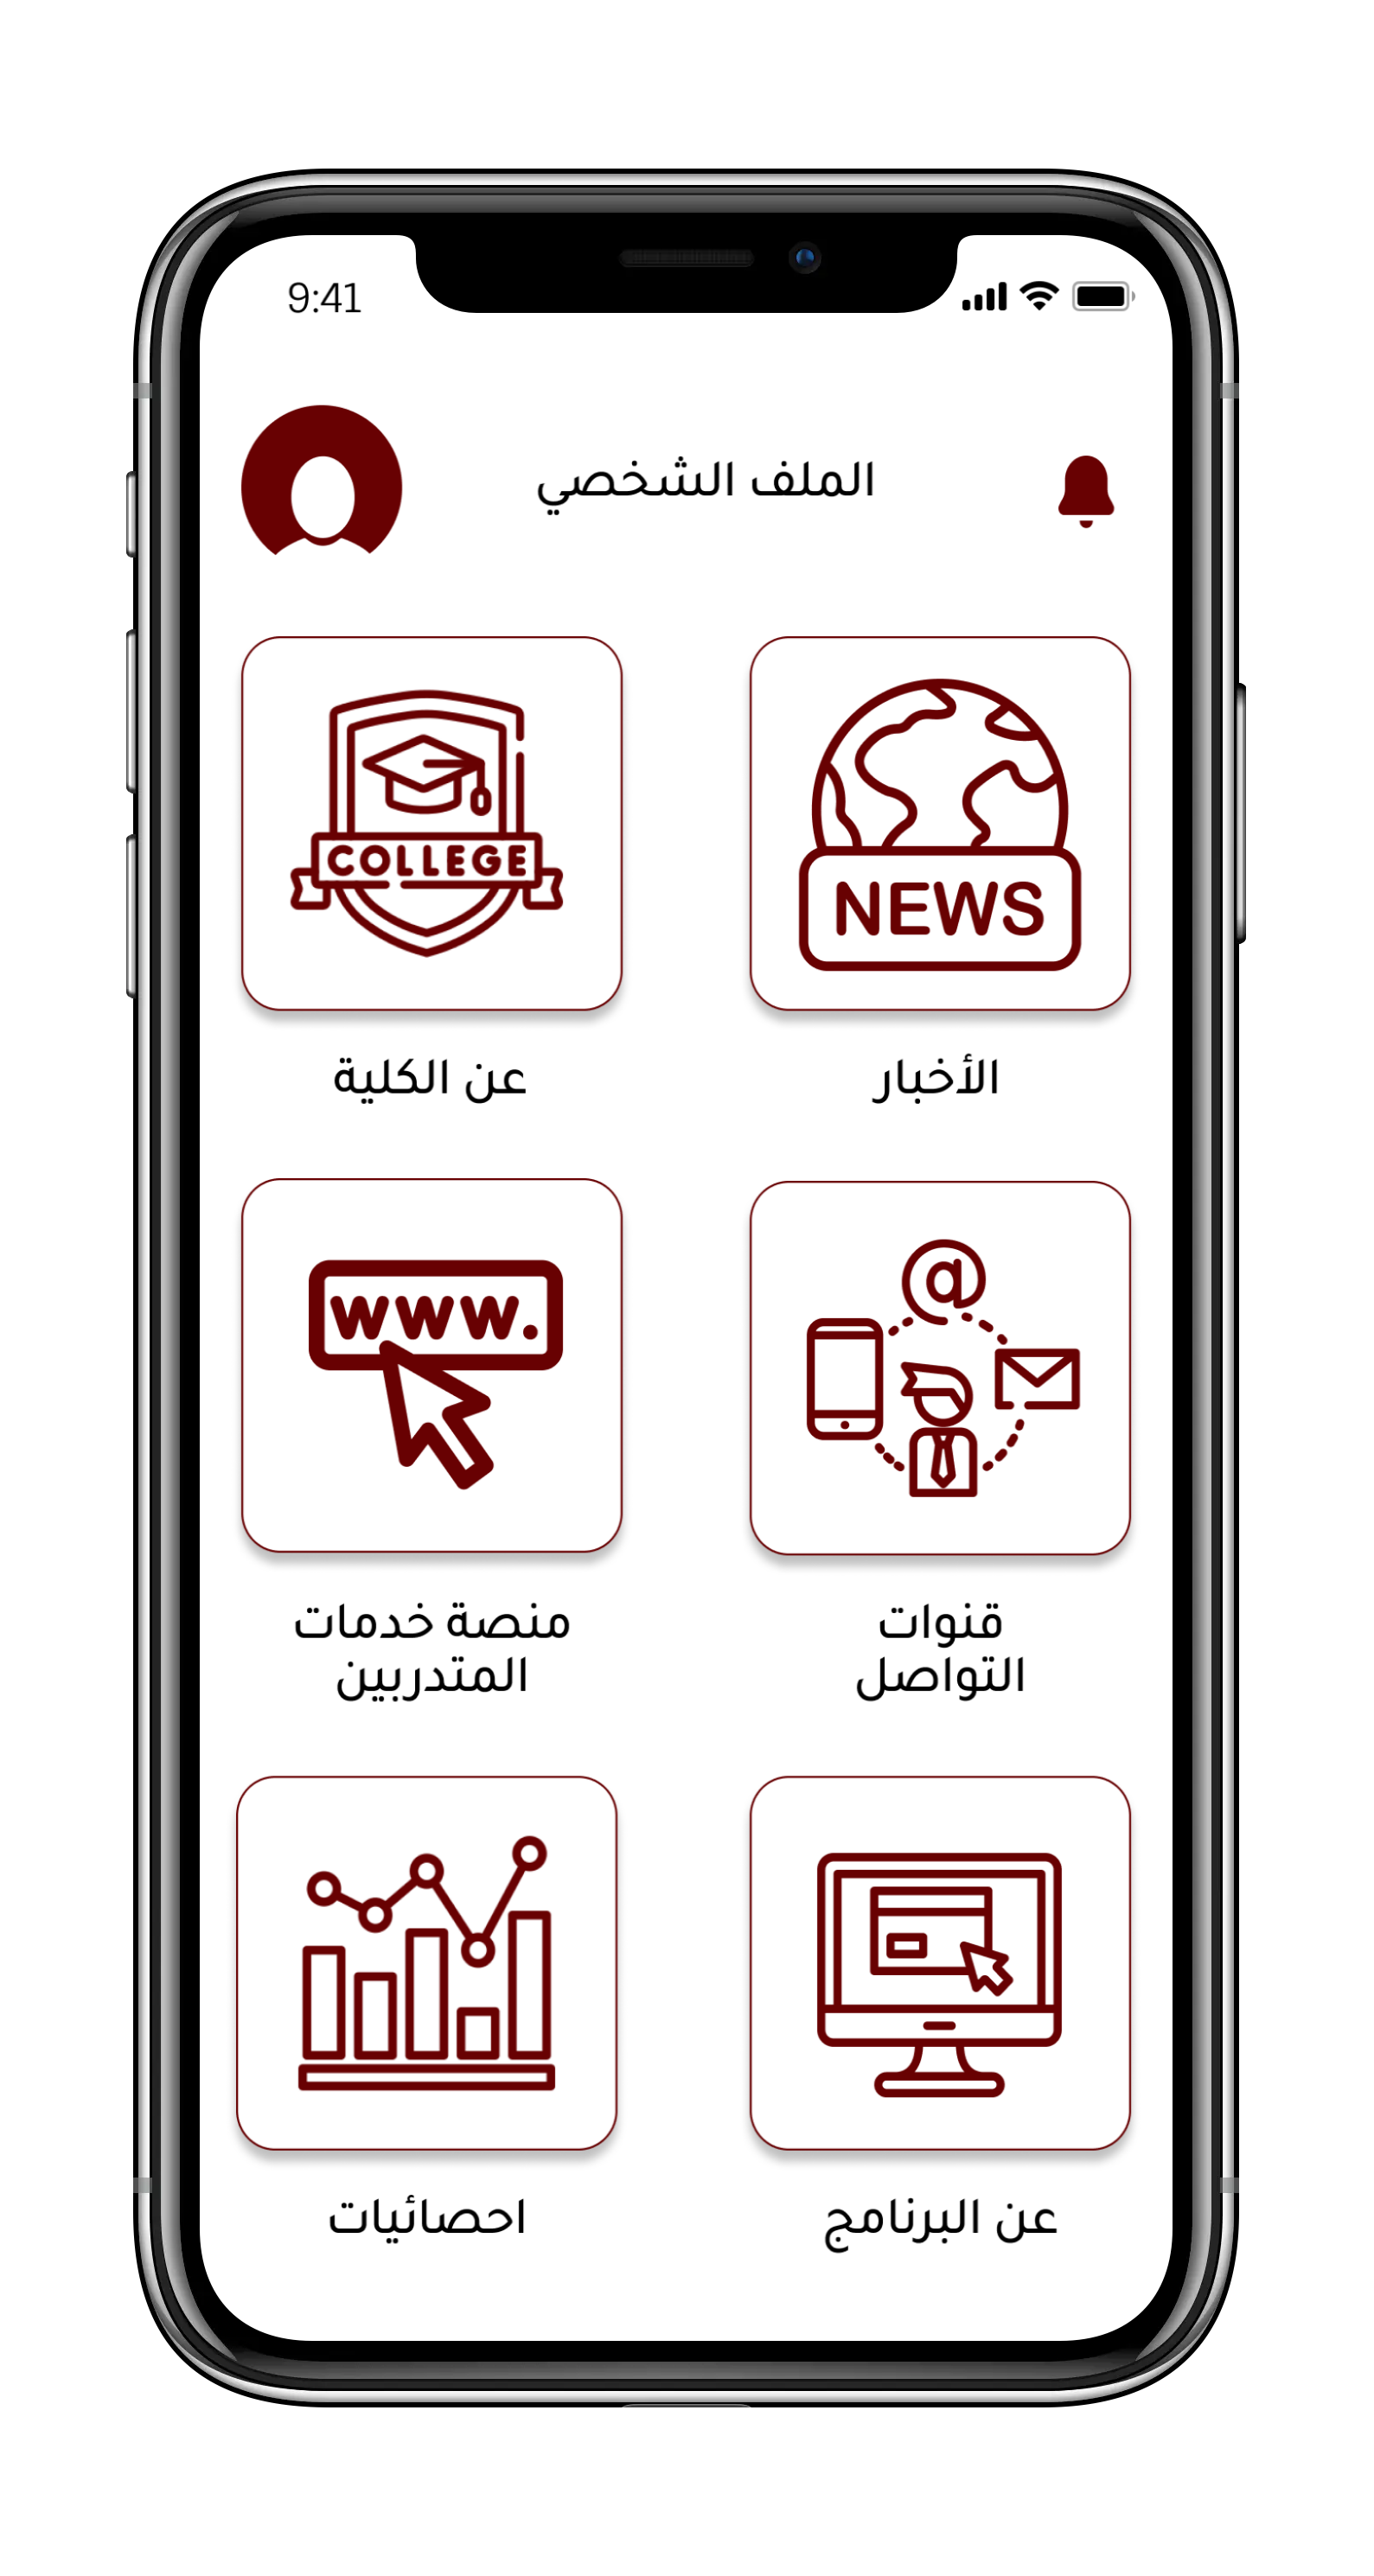 9:41
الملف الشخصي
NEWS
COLLEGE
الأخبار
عن الكلية
@
www.
قنوات
التواصل
منصة خدمات
المتدربين
عن البرنامج
احصائيات